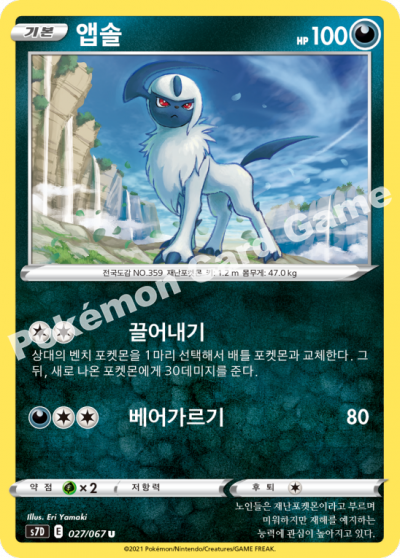 기본 앱솔 HP 100
전국도감 NO.359 재난포켓몬 키: 1.2 m 몸무게: 47.0 kg
Pokémon Card Game
끌어내기
상대의 벤치 포켓몬을 1마리 선택해서 배틀 포켓몬과 교체한다. 그
뒤, 새로 나온 포켓몬에게 30데미지를 준다.
베어가르기 80
약점 ×2 저항력 후퇴
Illus. Eri Yamaki
s7D E 027/067 U
노인들은 재난포켓몬이라고 부르며
미워하지만 재해를 예지하는
능력에 관심이 높아지고 있다.
©2021 Pokémon/Nintendo/Creatures/GAME FREAK.